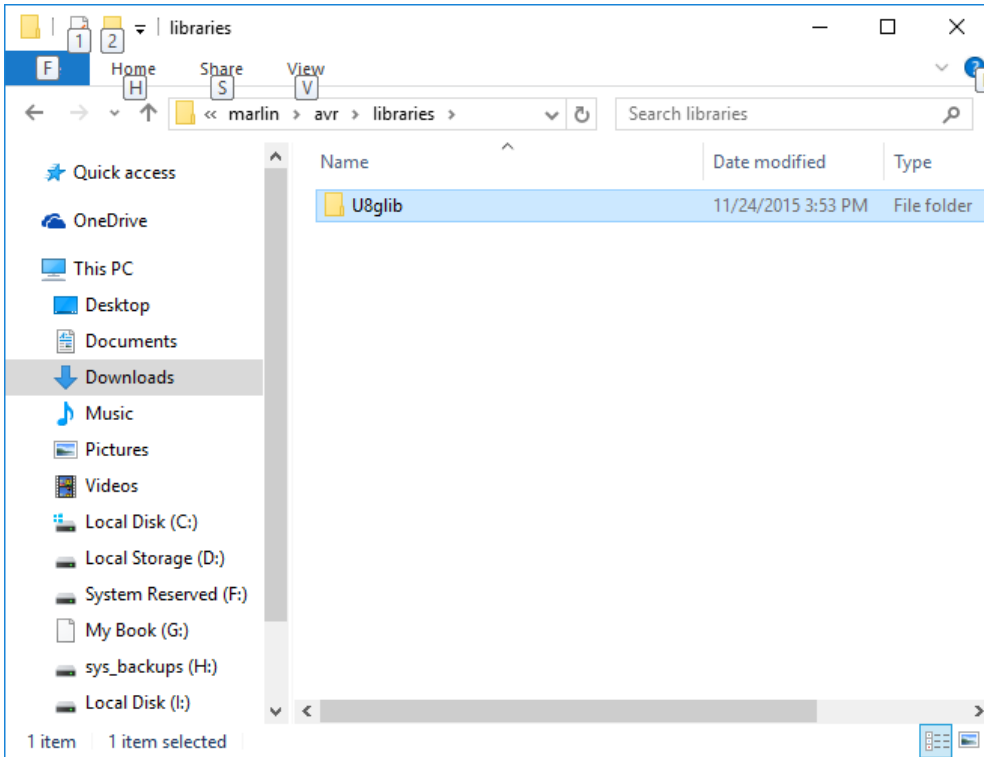 libraries
1 2
F Home Share View
H S V
« marlin > avr > libraries > Search libraries
Name Date modified Type
Quick access
U8glib 11/24/2015 3:53 PM File folder
OneDrive
This PC
Desktop
Documents
Downloads
Music
Pictures
Videos
Local Disk (C:)
Local Storage (D:)
System Reserved (F:)
My Book (G:)
sys_backups (H:)
Local Disk (I:)
1 item 1 item selected